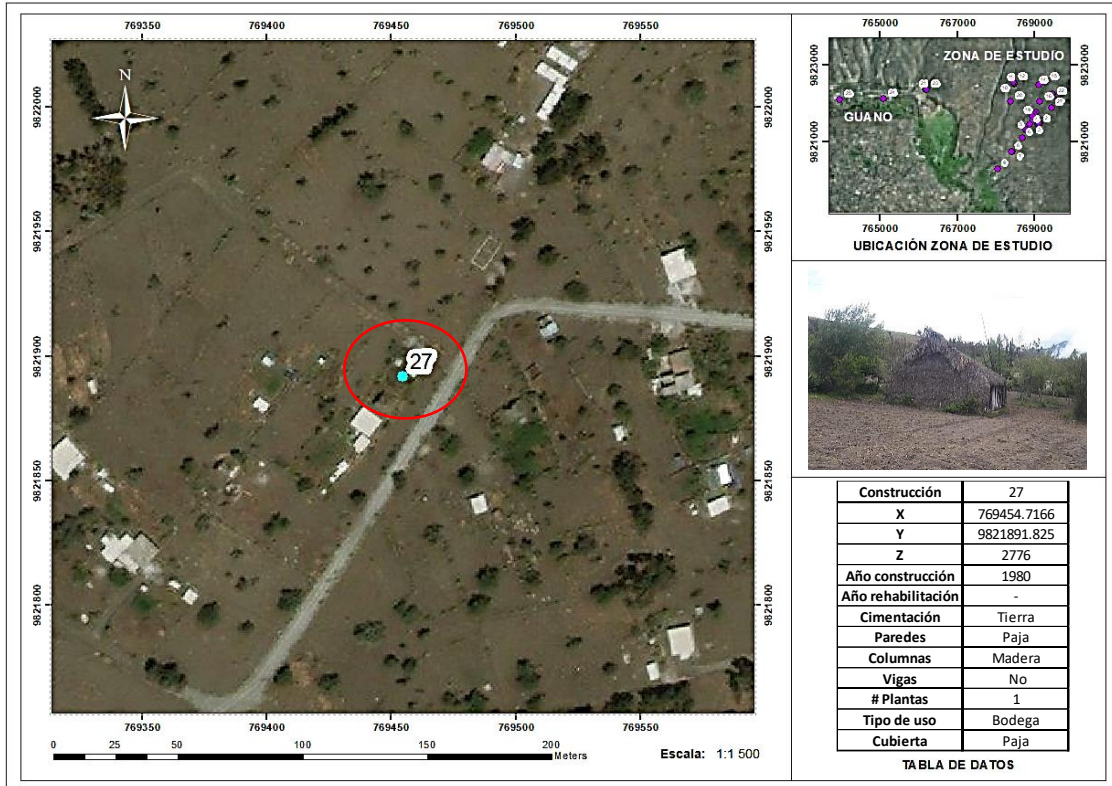 769350 769400 769450 769500 769550
9822000
9821950
9821900
9821850
9821800
N
27
769350 769400 769450 769500 769550
0 25 50 100 150 200
Meters
Escala: 1:1 500
765000 767000 769000
9823000
9821000
9823000
9821000
ZONA DE ESTUDIO
GUANO
765000 767000 769000
UBICACIÓN ZONA DE ESTUDIO
Construcción 27
X 769454.7166
Y 9821891.825
Z 2776
Año construcción 1980
Año rehabilitación -
Cimentación Tierra
Paredes Paja
Columnas Madera
Vigas No
# Plantas 1
Tipo de uso Bodega
Cubierta Paja
TABLA DE DATOS
9822000
9821950
9821900
9821850
9821800